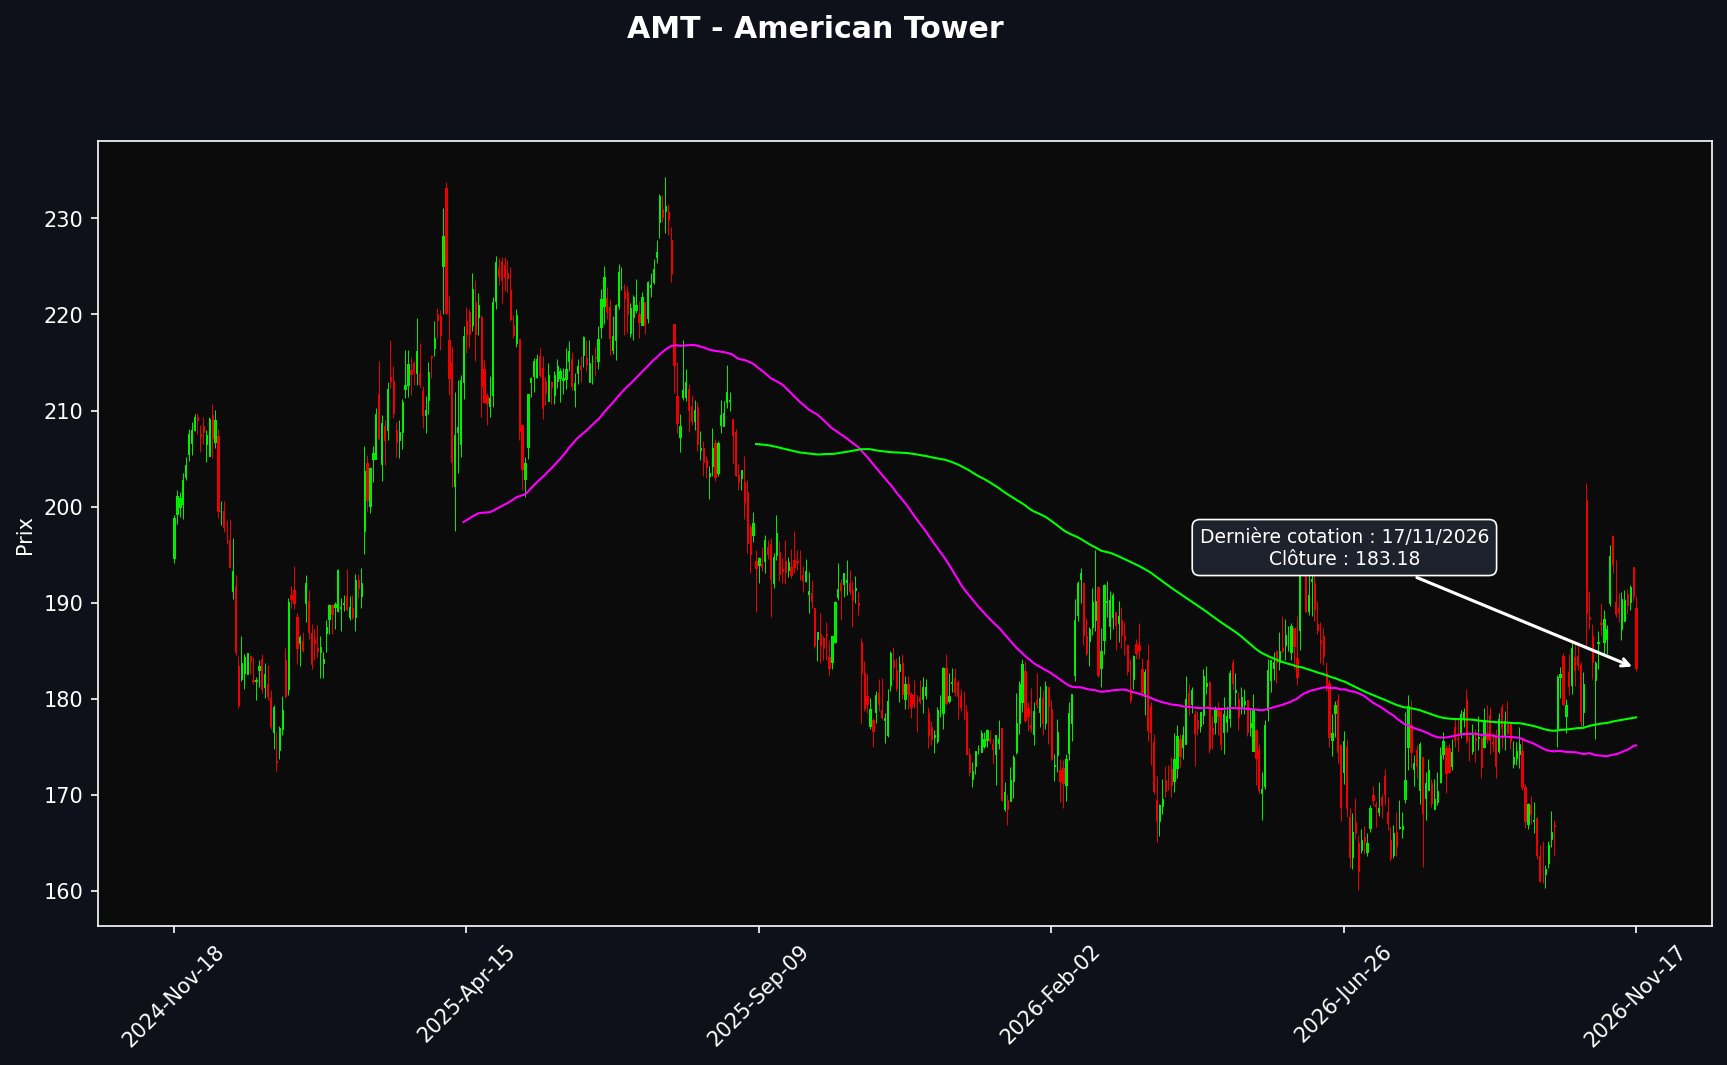 AMT - American Tower
Prix
230
220
210
200
190
180
170
160
Dernière cotation : 17/11/2026
Clôture : 183.18
2024-Nov-18
2025-Apr-15
2025-Sep-09
2026-Feb-02
2026-Jun-26
2026-Nov-17